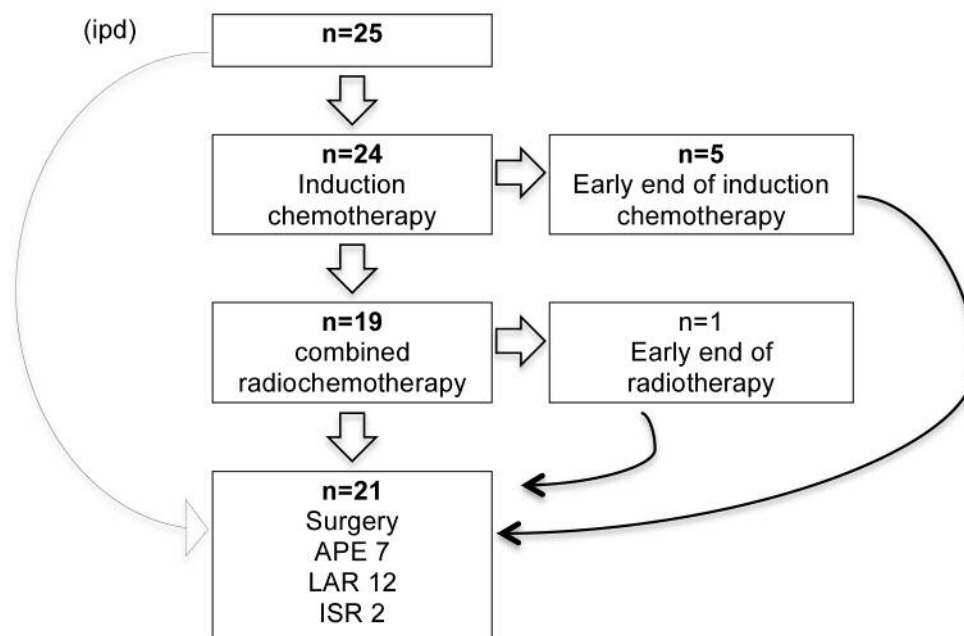 (ipd)
n=25
n=24
Induction
chemotherapy
n=5
Early end of induction
chemotherapy
n=19
combined
radiochemotherapy
n=1
Early end of
radiotherapy
n=21
Surgery
APE 7
LAR 12
ISR 2